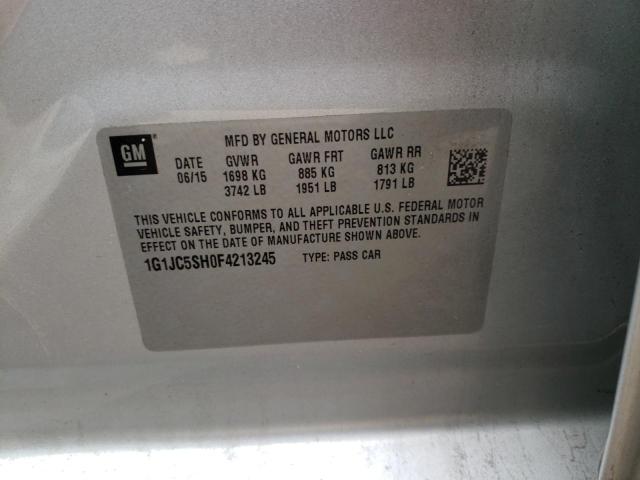 GM ®
MFD BY GENERAL MOTORS LLC
DATE GVWR GAWR FRT GAWR RR
06/15 1698 KG 885 KG 813 KG
3742 LB 1951 LB 1791 LB
THIS VEHICLE CONFORMS TO ALL APPLICABLE U.S. FEDERAL MOTOR
VEHICLE SAFETY, BUMPER, AND THEFT PREVENTION STANDARDS IN
EFFECT ON THE DATE OF MANUFACTURE SHOWN ABOVE.
1G1JC5SH0F4213245 TYPE: PASS CAR